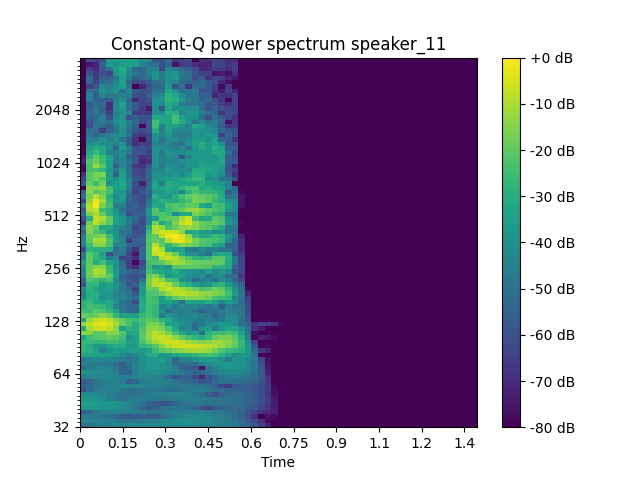 Constant-Q power spectrum speaker_11
Hz
2048
1024
512
256
128
64
32
0 0.15 0.3 0.45 0.6 0.75 0.9 1.1 1.2 1.4
Time
+0 dB
-10 dB
-20 dB
-30 dB
-40 dB
-50 dB
-60 dB
-70 dB
-80 dB